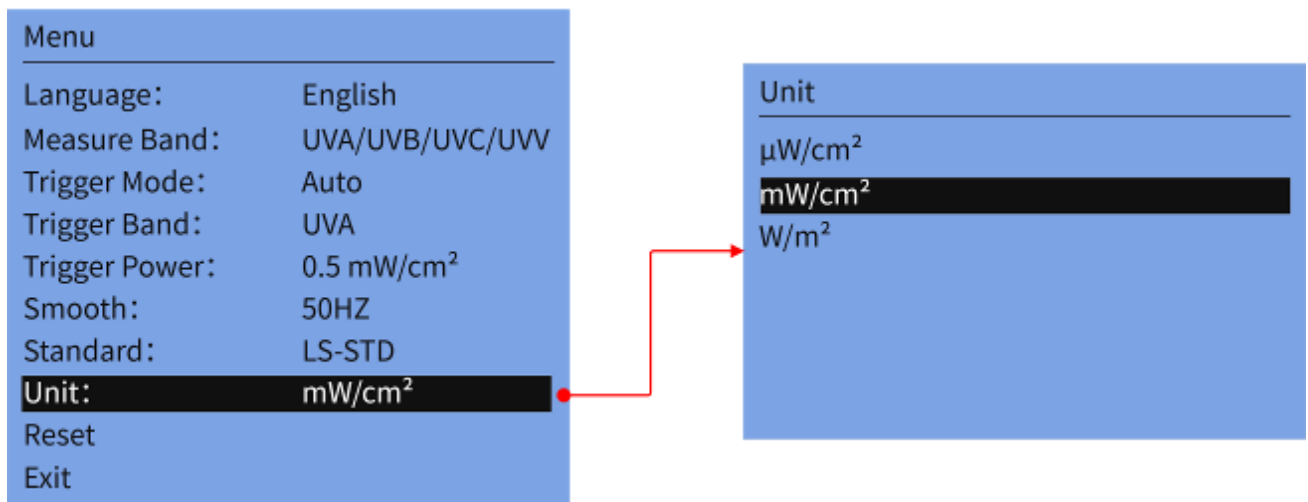 Menu
Language: English
Measure Band: UVA/UVB/UVC/UVV
Trigger Mode: Auto
Trigger Band: UVA
Trigger Power: 0.5 mW/cm²
Smooth: 50HZ
Standard: LS-STD
Unit: mW/cm²
Reset
Exit
Unit
μW/cm²
mW/cm²
W/m²